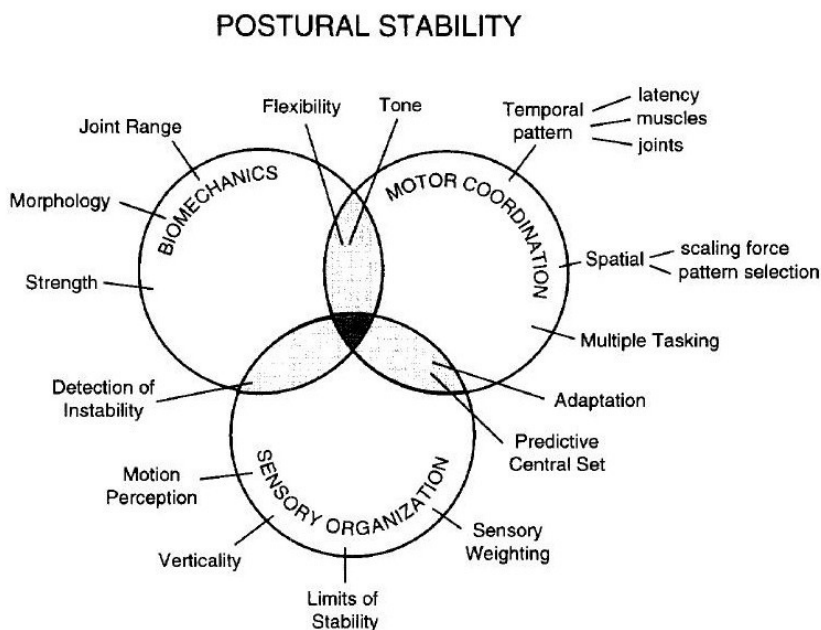 POSTURAL STABILITY
Flexibility
Tone
Temporal
pattern
latency
muscles
joints
Joint Range
Morphology
Strength
BIOMECHANICS
MOTOR COORDINATION
Spatial
scaling force
pattern selection
Multiple Tasking
Detection of
Instability
Adaptation
Predictive
Central Set
Motion
Perception
SENSORY ORGANIZATION
Verticality
Sensory
Weighting
Limits of
Stability